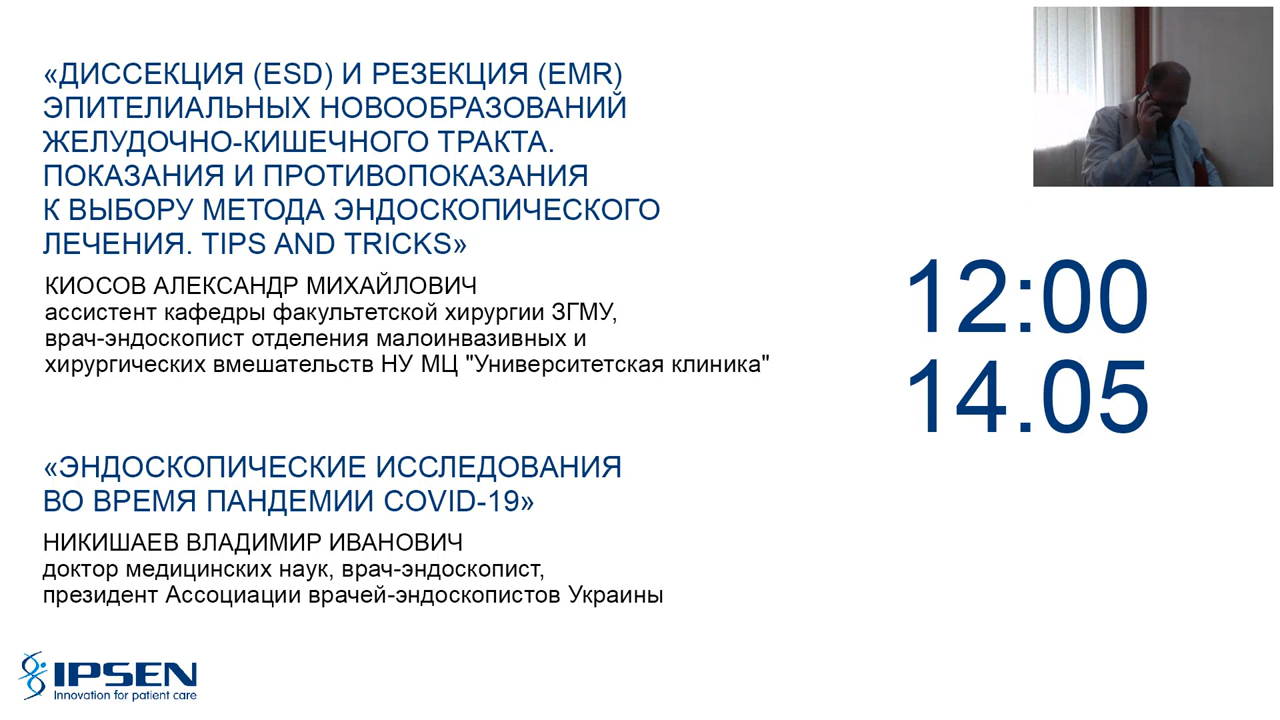 «ДИССЕКЦИЯ (ESD) И РЕЗЕКЦИЯ (EMR)
ЭПИТЕЛИАЛЬНЫХ НОВООБРАЗОВАНИЙ
ЖЕЛУДОЧНО-КИШЕЧНОГО ТРАКТА.
ПОКАЗАНИЯ И ПРОТИВОПОКАЗАНИЯ
К ВЫБОРУ МЕТОДА ЭНДОСКОПИЧЕСКОГО
ЛЕЧЕНИЯ. TIPS AND TRICKS»
КИОСОВ АЛЕКСАНДР МИХАЙЛОВИЧ
ассистент кафедры факультетской хирургии ЗГМУ,
врач-эндоскопист отделения малоинвазивных и
хирургических вмешательств НУ МЦ "Университетская клиника"
12:00
14.05
«ЭНДОСКОПИЧЕСКИЕ ИССЛЕДОВАНИЯ
ВО ВРЕМЯ ПАНДЕМИИ COVID-19»
НИКИШАЕВ ВЛАДИМИР ИВАНОВИЧ
доктор медицинских наук, врач-эндоскопист,
президент Ассоциации врачей-эндоскопистов Украины
IPSEN
Innovation for patient care